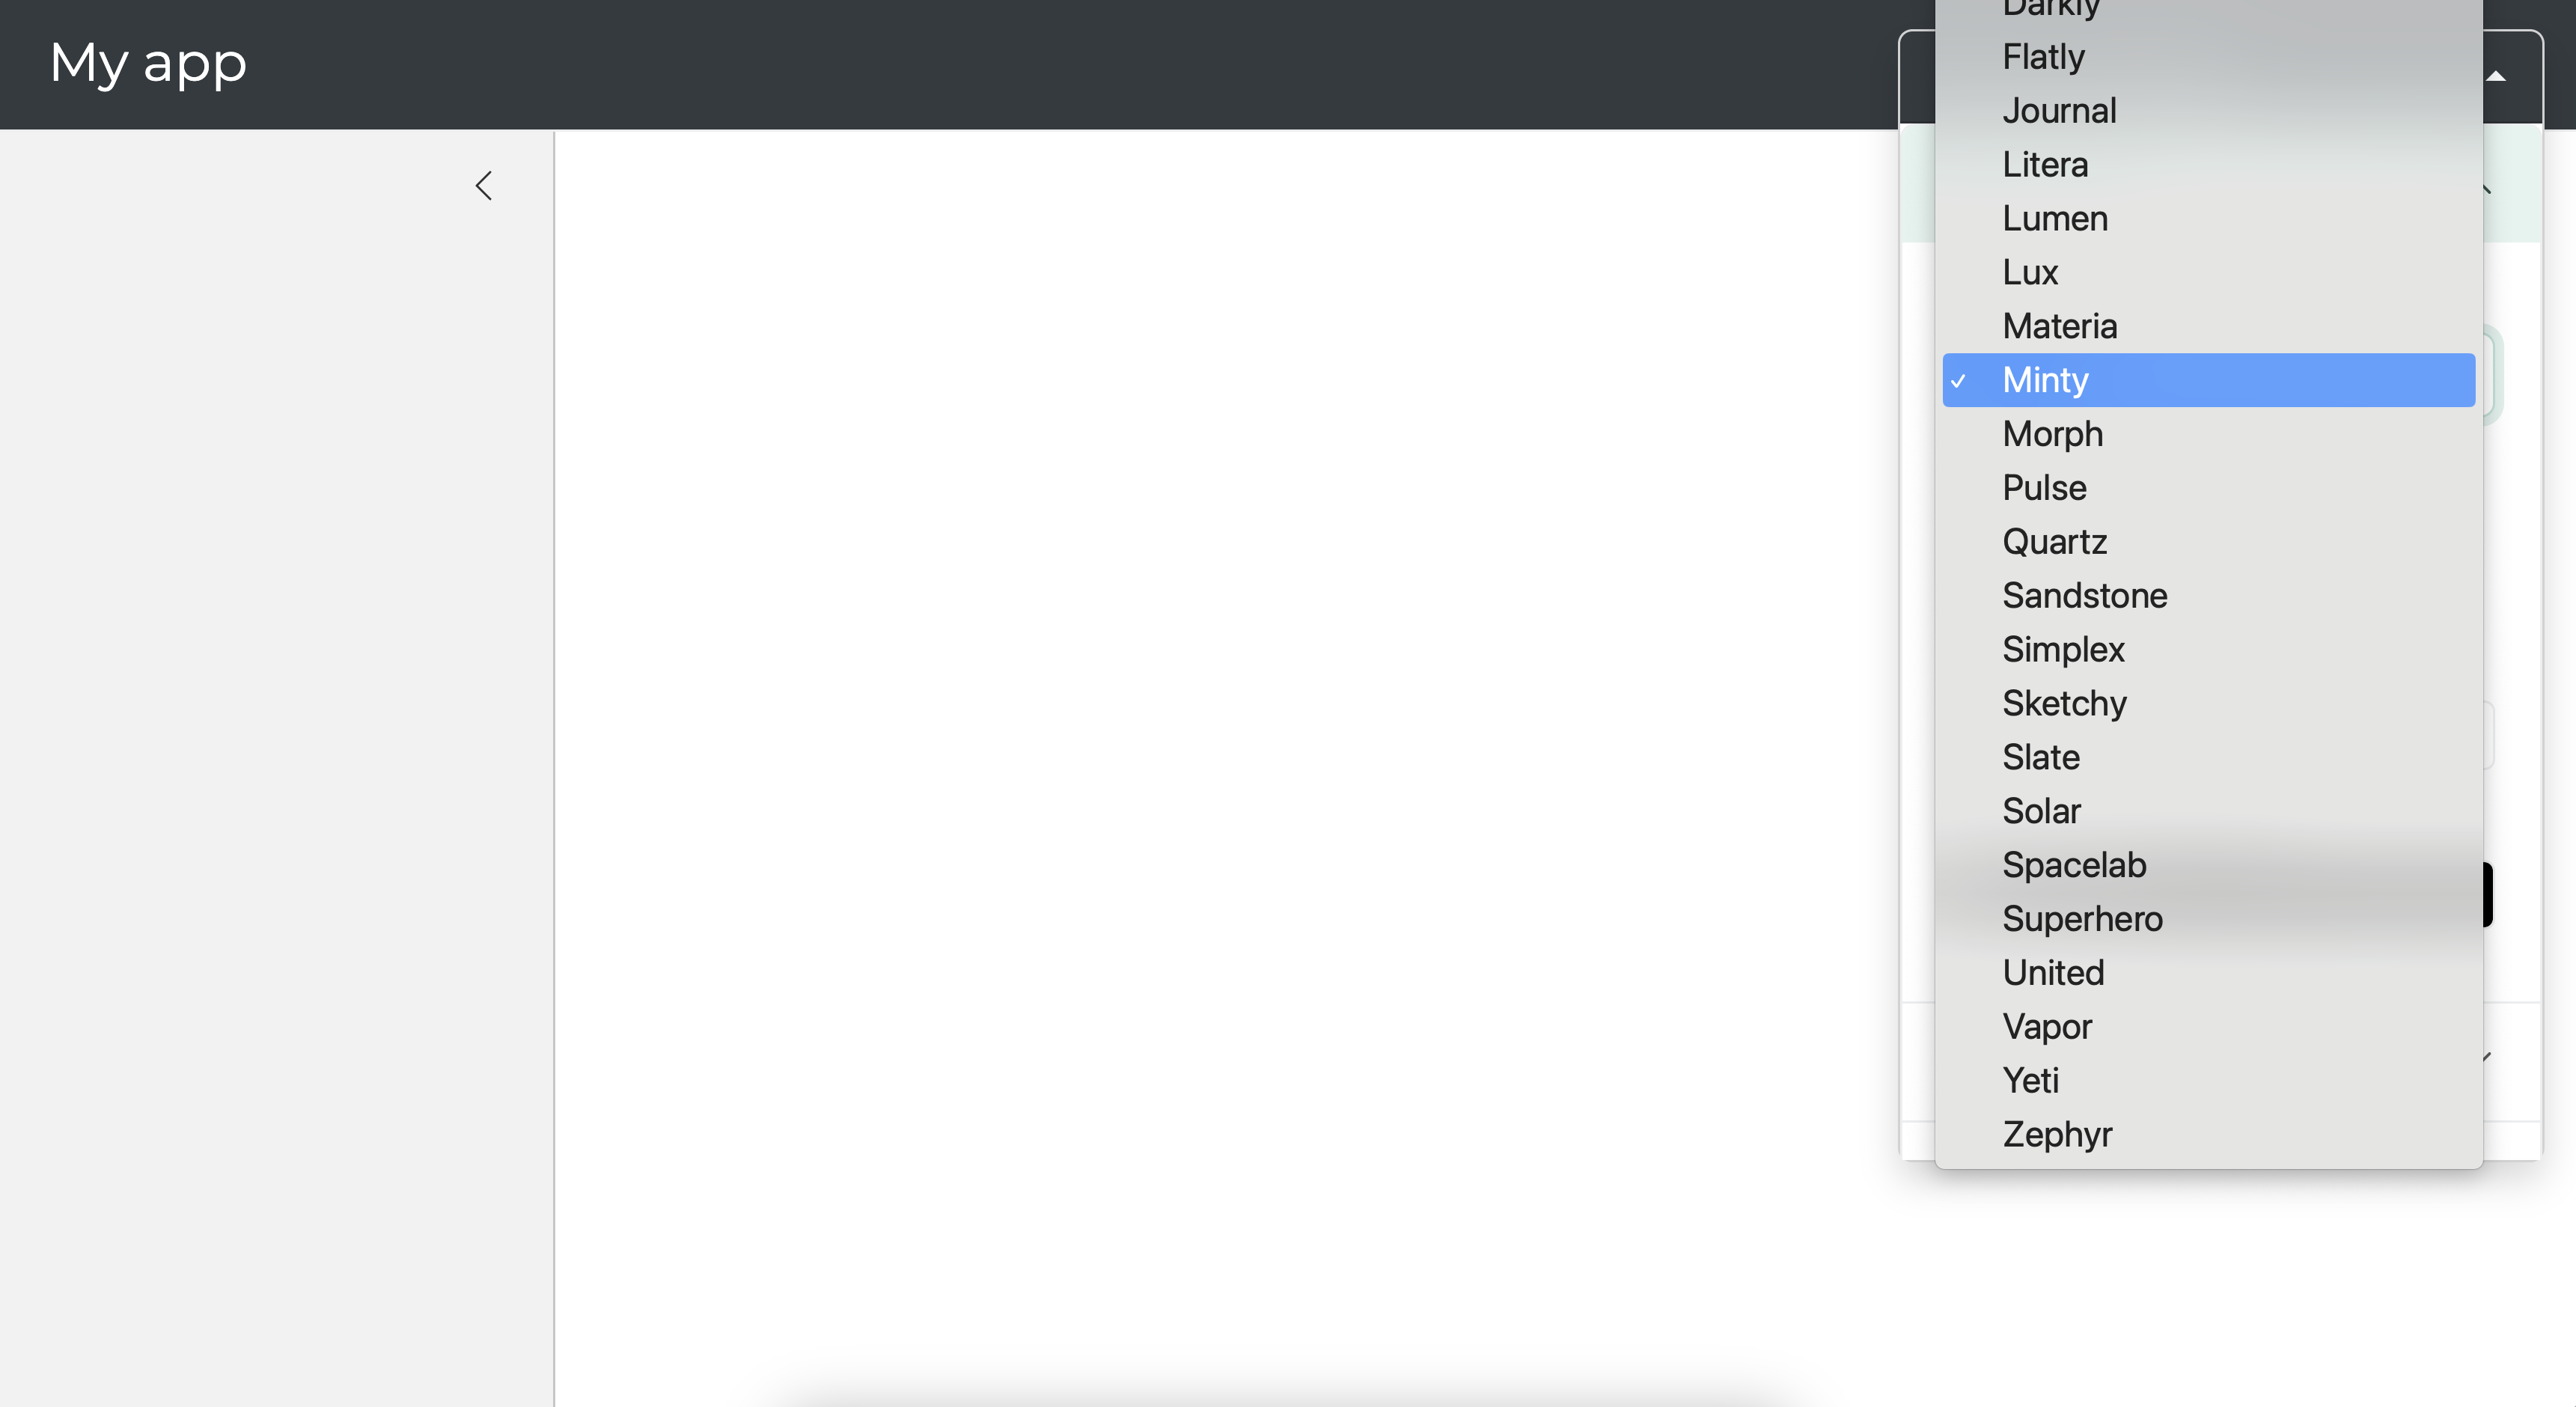 My app
Darkly
Flatly
Journal
Litera
Lumen
Lux
Materia
✓ Minty
Morph
Pulse
Quartz
Sandstone
Simplex
Sketchy
Slate
Solar
Spacelab
Superhero
United
Vapor
Yeti
Zephyr